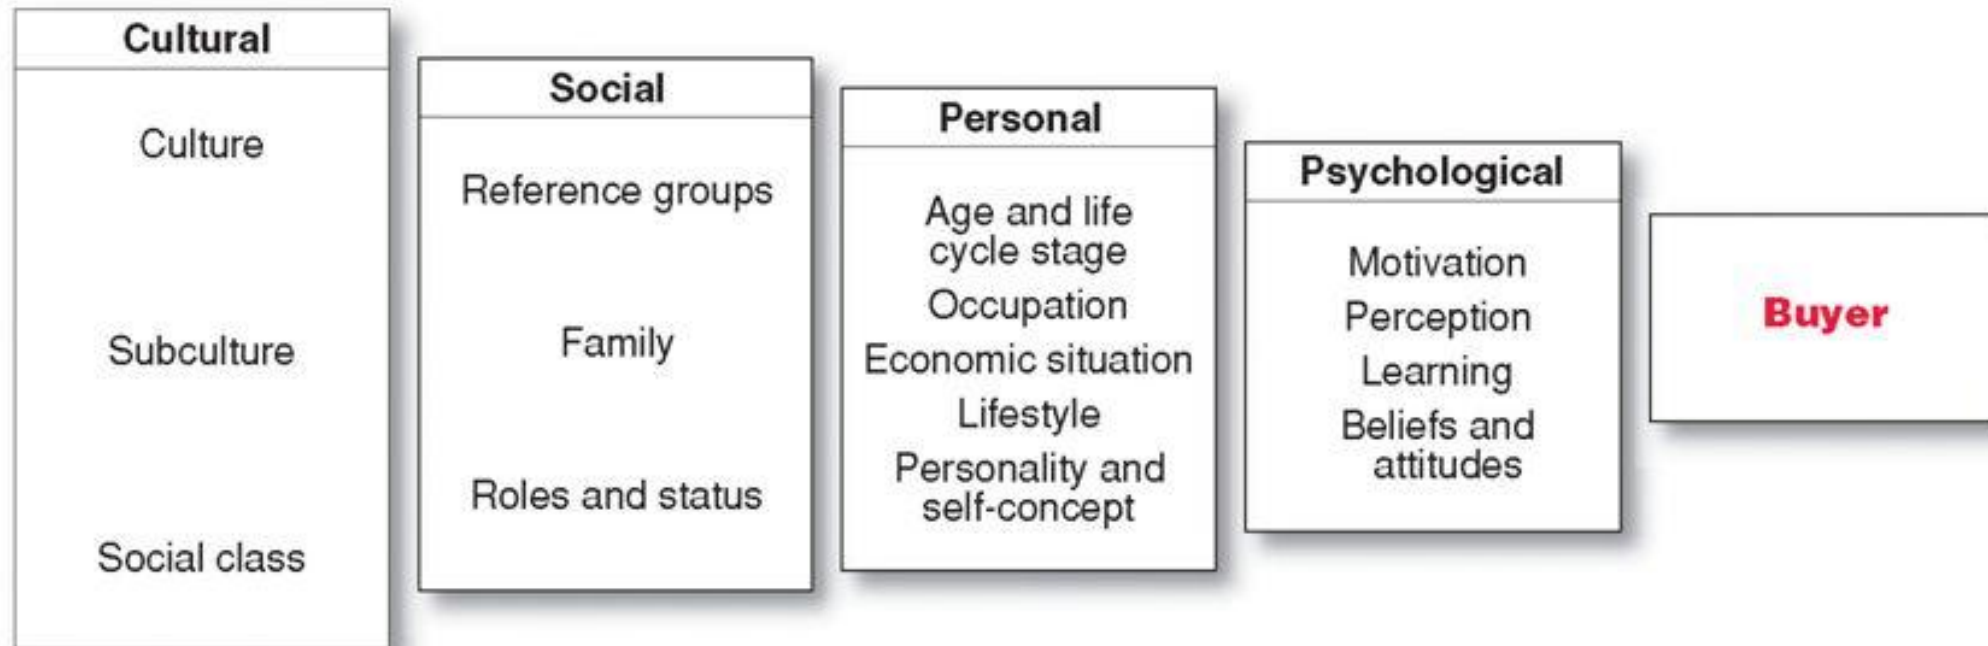 Cultural
Culture
Subculture
Social class
Social
Reference groups
Family
Roles and status
Personal
Age and life
cycle stage
Occupation
Economic situation
Lifestyle
Personality and
self-concept
Psychological
Motivation
Perception
Learning
Beliefs and
attitudes
Buyer